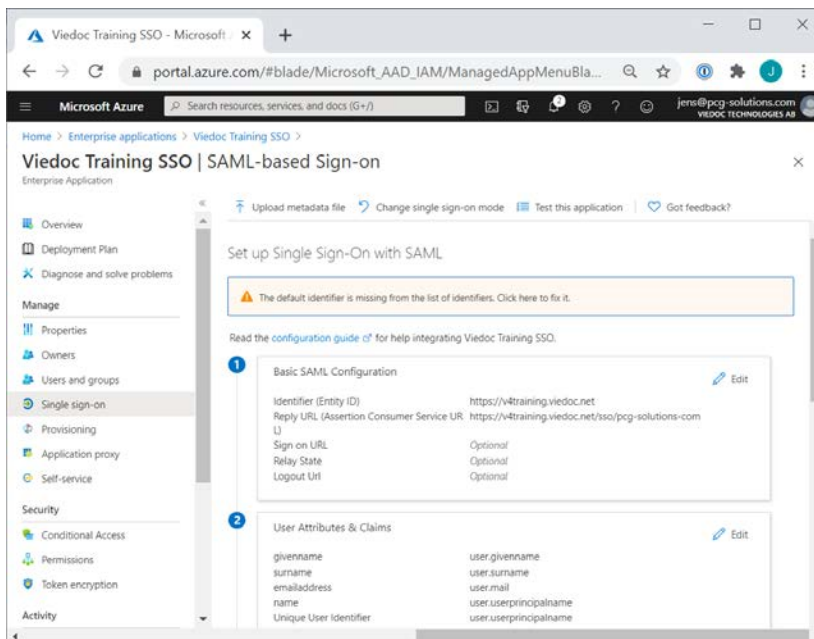 Viedoc Training SSO - Microsoft
portal.azure.com/#blade/Microsoft_AAD_IAM/ManagedAppMenuBla...
J
Microsoft Azure
Search resources, services, and docs (G+/)
2
?
jens@pcg-solutions.com
VIEDOC TECHNOLOGIES AB
Home > Enterprise applications > Viedoc Training SSO >
Viedoc Training SSO | SAML-based Sign-on
Enterprise Application
Overview
Deployment Plan
Diagnose and solve problems
Manage
Properties
Owners
Users and groups
Single sign-on
Provisioning
Application proxy
Self-service
Security
Conditional Access
Permissions
Token encryption
Activity
Upload metadata file Change single sign-on mode Test this application Got feedback?
Set up Single Sign-On with SAML
The default identifier is missing from the list of identifiers. Click here to fix it.
Read the configuration guide for help integrating Viedoc Training SSO.
1
Basic SAML Configuration
Edit
Identifier (Entity ID) https://v4training.viedoc.net
Reply URL (Assertion Consumer Service UR https://v4training.viedoc.net/sso/pcg-solutions-com
L)
Sign on URL Optional
Relay State Optional
Logout Url Optional
2
User Attributes & Claims
Edit
givenname user.givenname
surname user.surname
emailaddress user.mail
name user.userprincipalname
Unique User Identifier user.userprincipalname